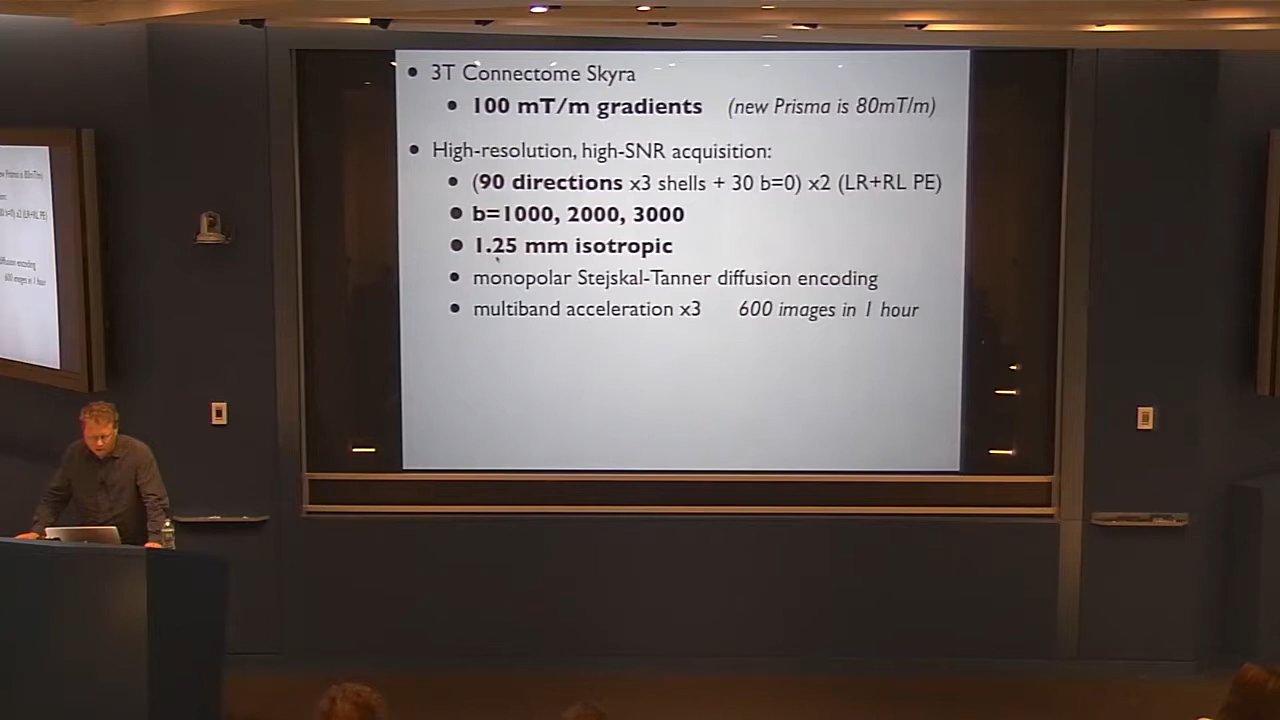 • 3T Connectome Skyra
• 100 mT/m gradients (new Prisma is 80mT/m)
• High-resolution, high-SNR acquisition:
• (90 directions x3 shells + 30 b=0) x2 (LR+RL PE)
• b=1000, 2000, 3000
• 1.25 mm isotropic
• monopolar Stejskal-Tanner diffusion encoding
• multiband acceleration x3 600 images in 1 hour